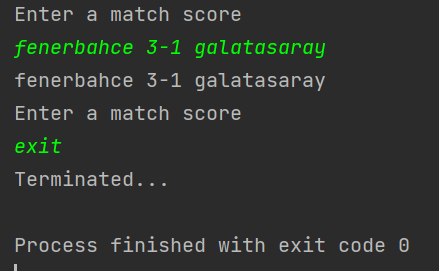 Enter a match score
fenerbahce 3-1 galatasaray
fenerbahce 3-1 galatasaray
Enter a match score
exit
Terminated...
Process finished with exit code 0